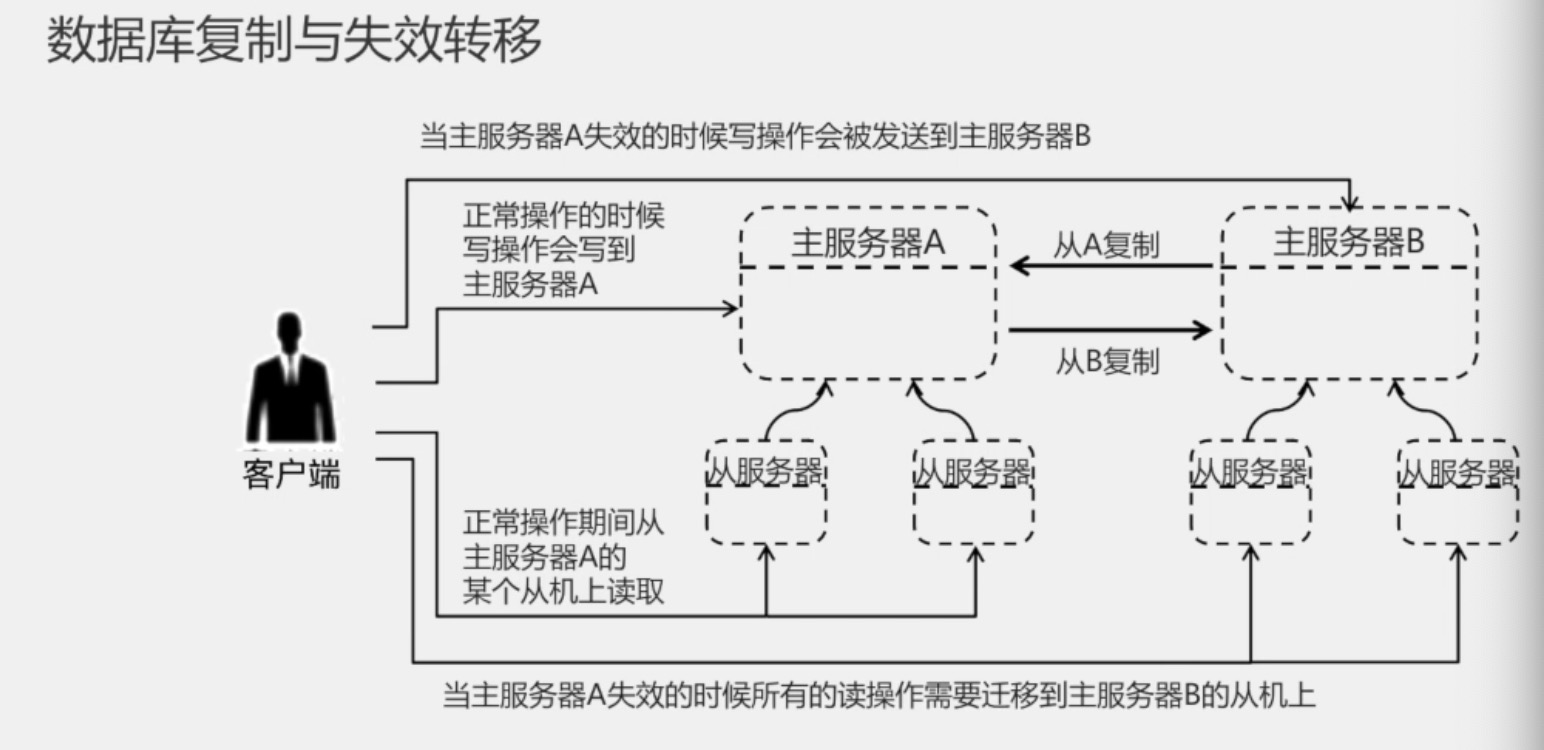 数据库复制与失效转移
当主服务器A失效的时候写操作会被发送到主服务器B
正常操作的时候
写操作会写到
主服务器A
主服务器A
从A复制
主服务器B
从B复制
客户端
从服务器
从服务器
从服务器
从服务器
正常操作期间从
主服务器A的
某个从机上读取
当主服务器A失效的时候所有的读操作需要迁移到主服务器B的从机上